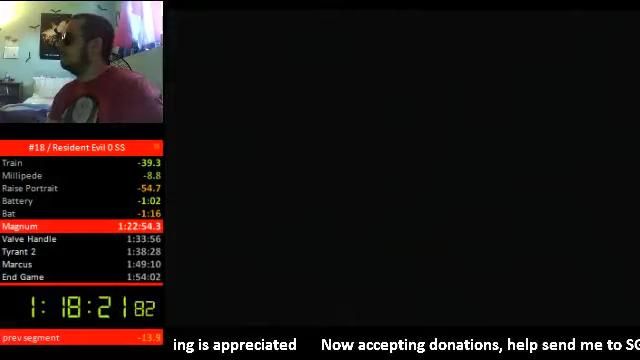 #18 / Resident Evil 0 SS
Train -39.3
Millipede -8.8
Raise Portrait -54.7
Battery -1:02
Bat -1:16
Magnum 1:22:54.3
Valve Handle 1:33:56
Tyrant 2 1:38:28
Marcus 1:49:10
End Game 1:54:02
1:18:21 82
prev segment -13.9
ing is appreciated Now accepting donations, help send me to SG